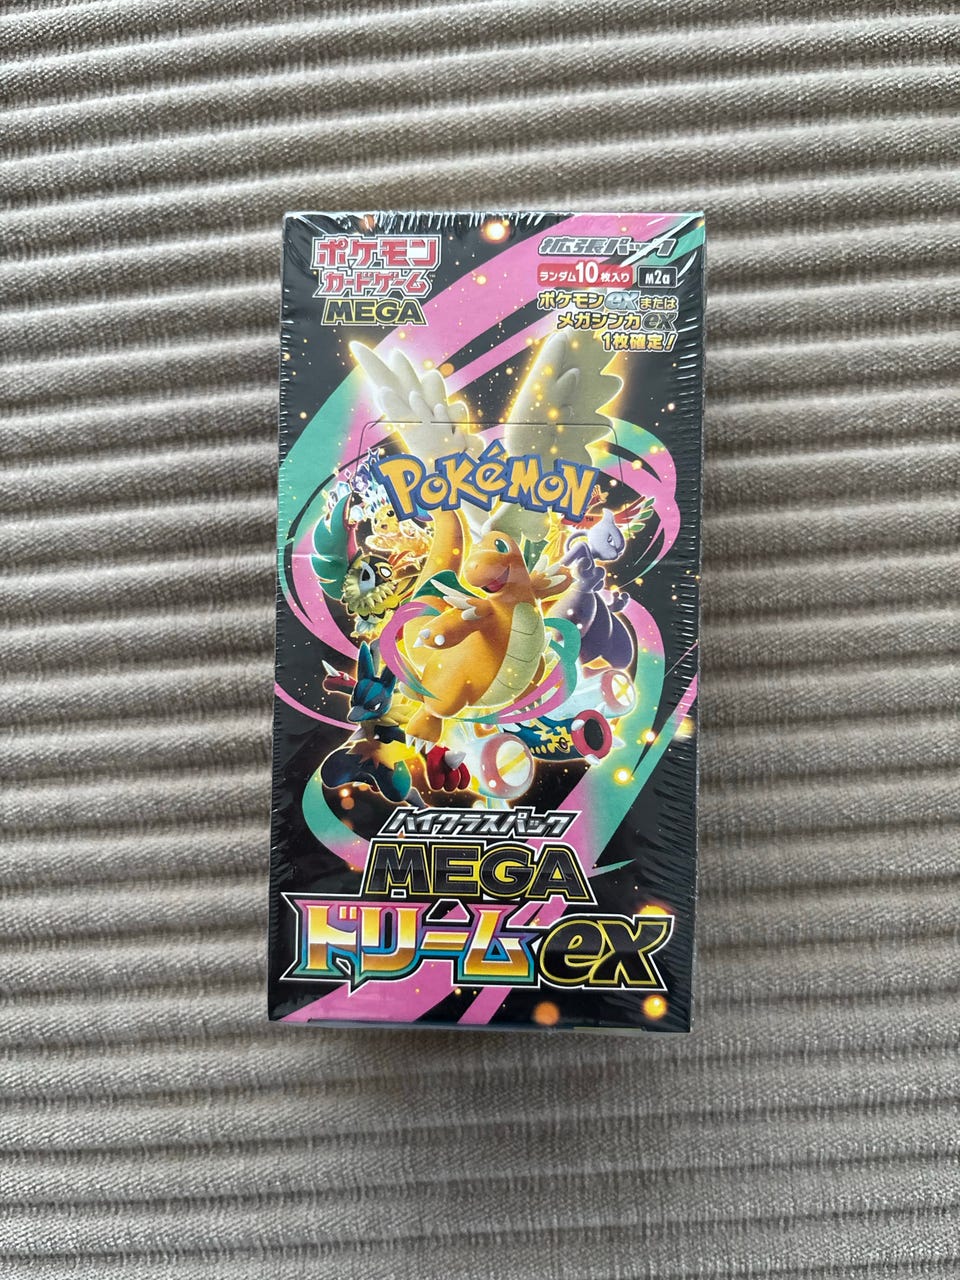 ポケモン
カードゲーム
MEGA
拡張パック
ランダム10枚入り M2a
ポケモンexまたは
メガシンカex
1枚確定!
POKéMON
TM
ハイクラスパック
MEGA
ドリームex